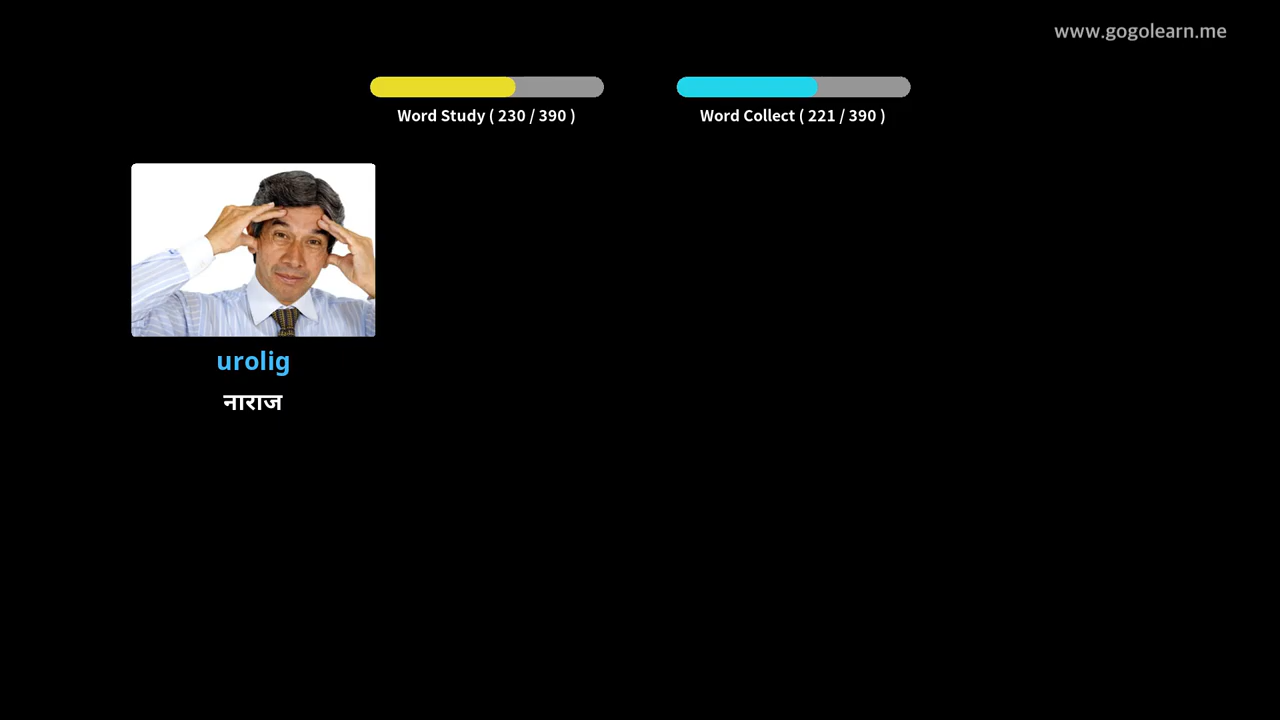 www.gogolearn.me
Word Study ( 230 / 390 )
Word Collect ( 221 / 390 )
urolig
नाराज